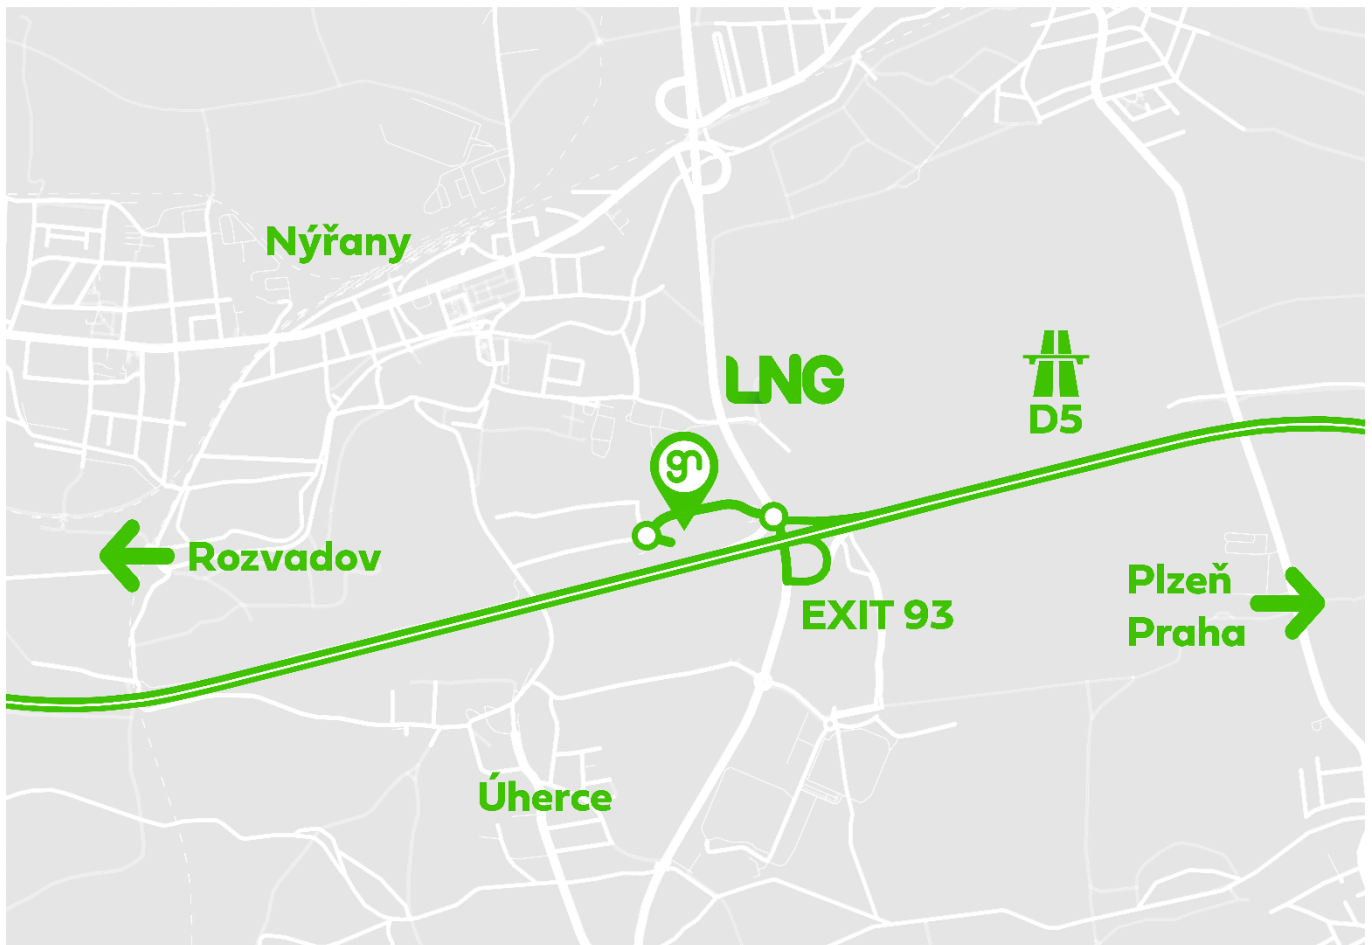 Nýřany
LNG
D5
gn
Rozvadov
EXIT 93
Plzeň
Praha
Úherce